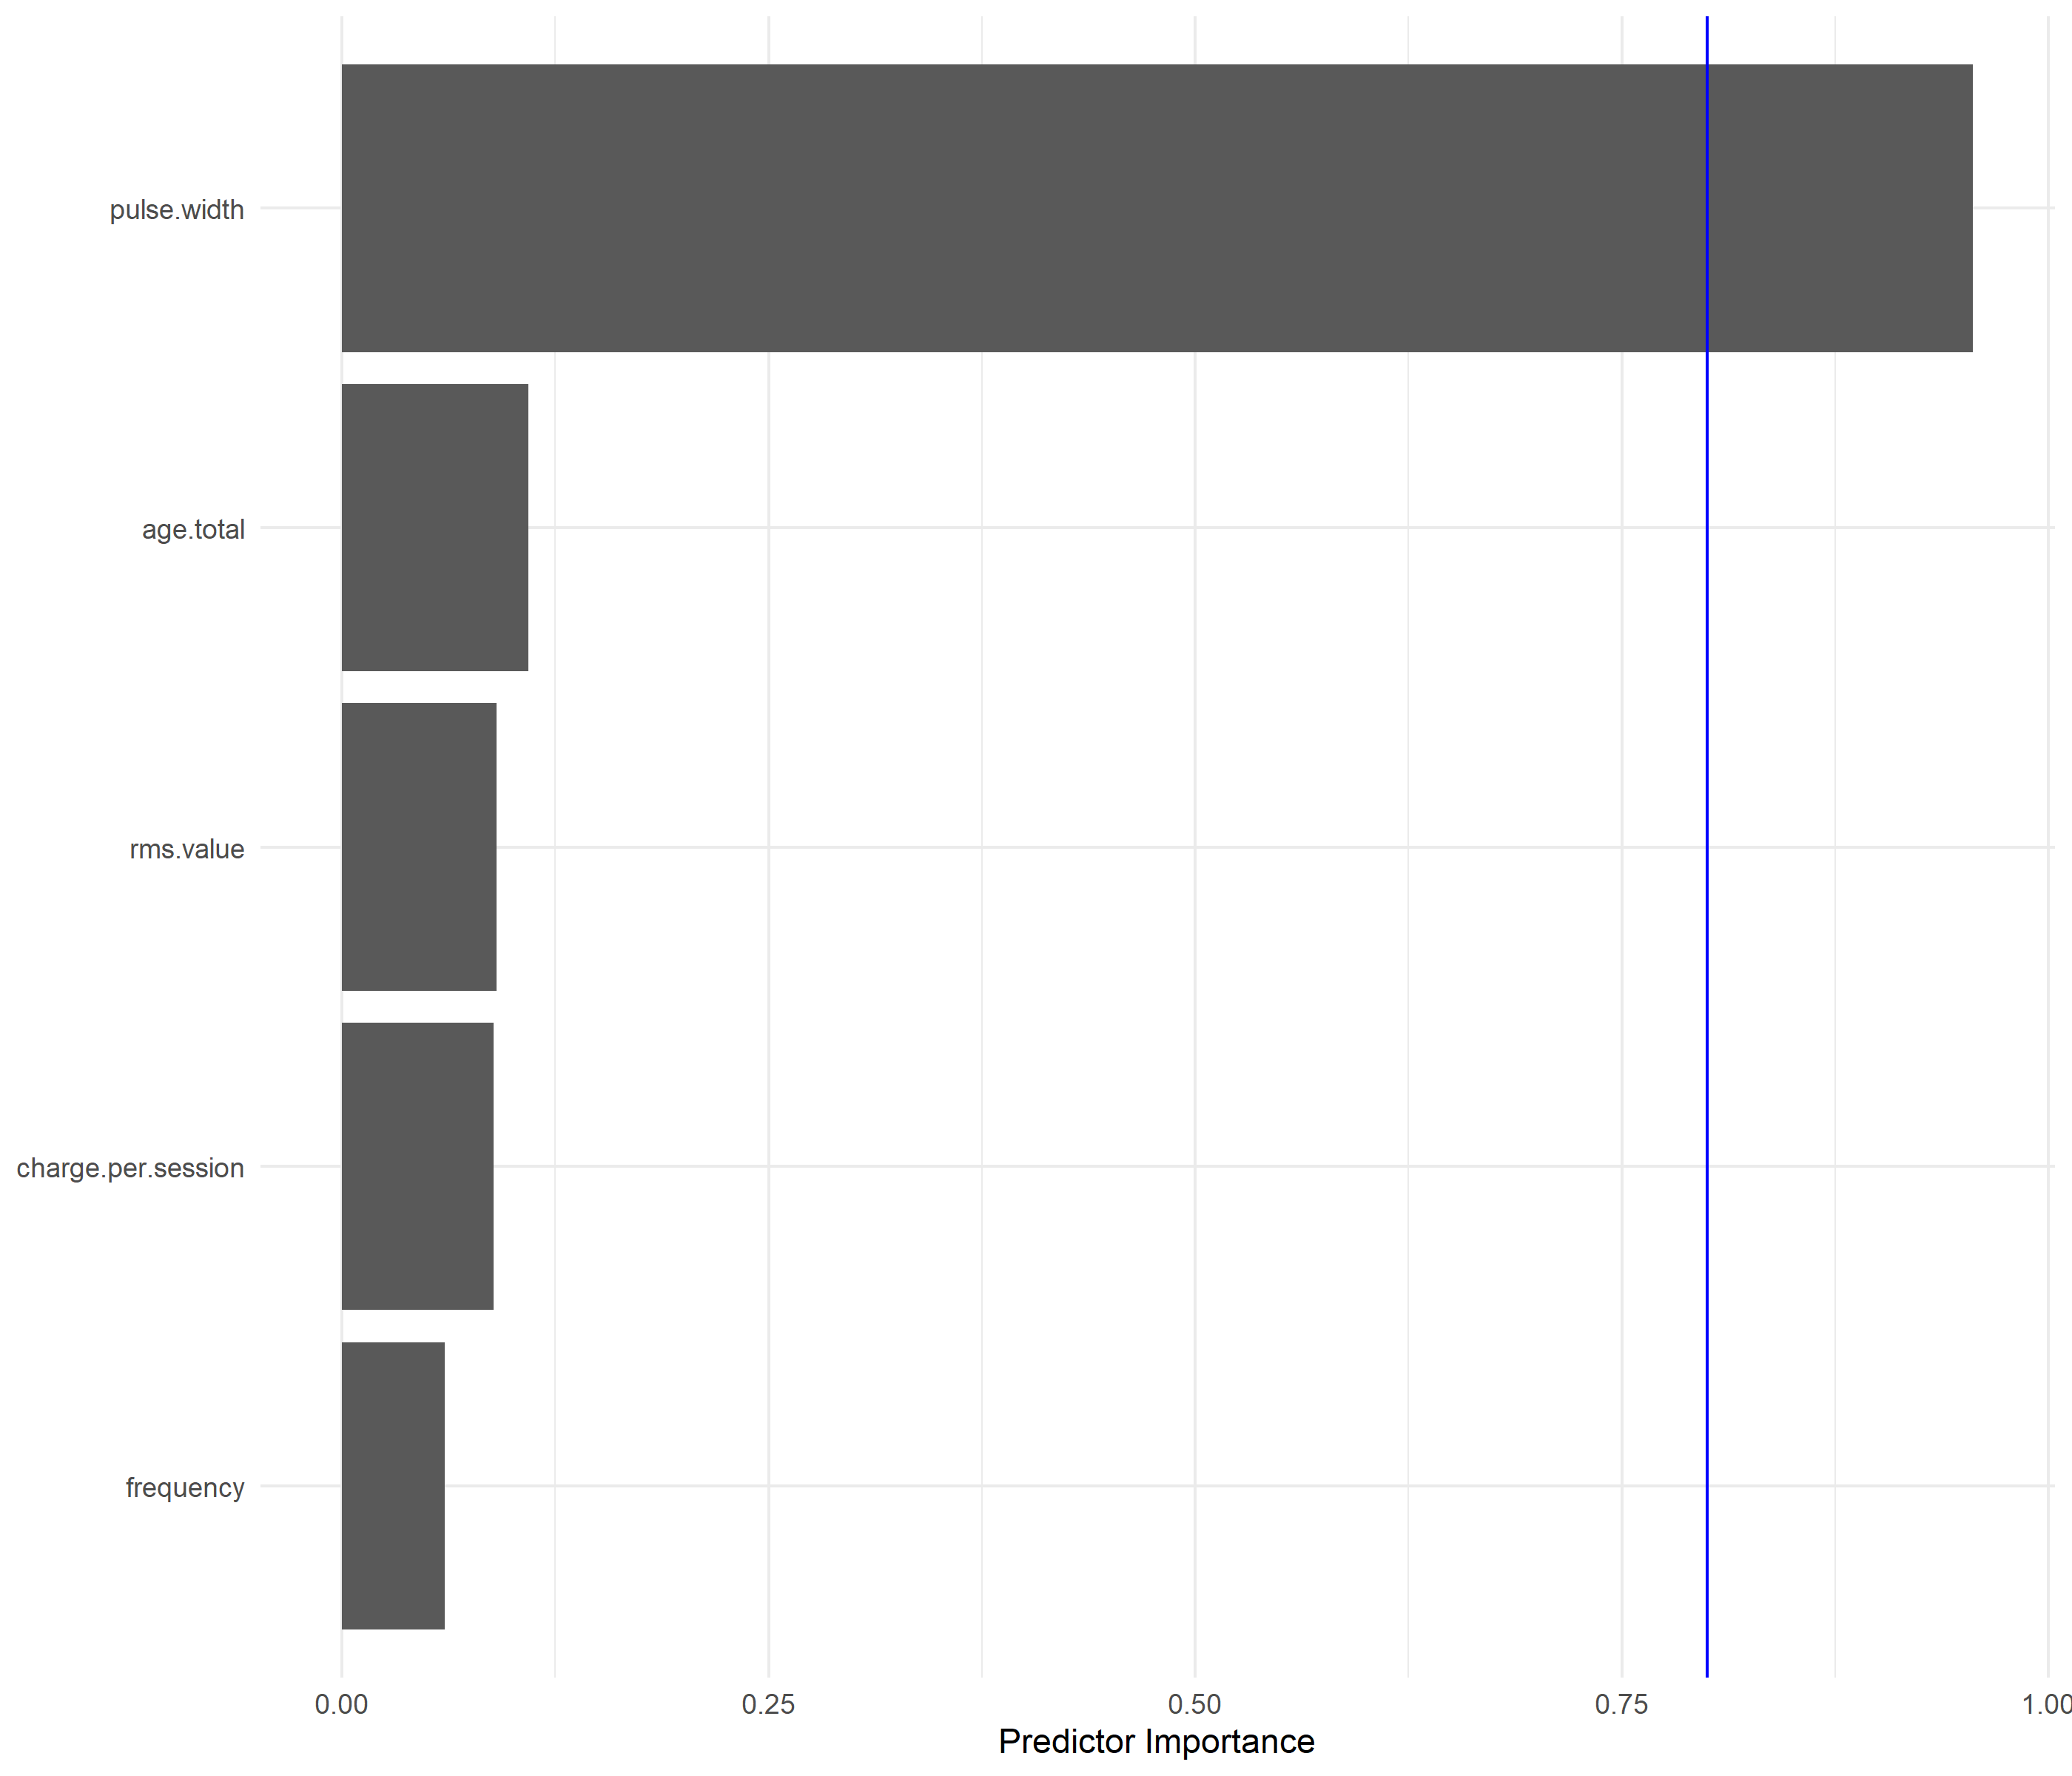 pulse.width
age.total
rms.value
charge.per.session
frequency
0.00 0.25 0.50 0.75 1.00
Predictor Importance